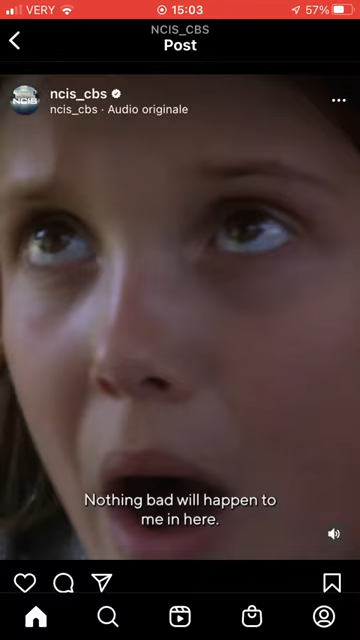 VERY
15:03
57%
NCIS_CBS
Post
NCIS
ncis_cbs
ncis_cbs · Audio originale
Nothing bad will happen to
me in here.